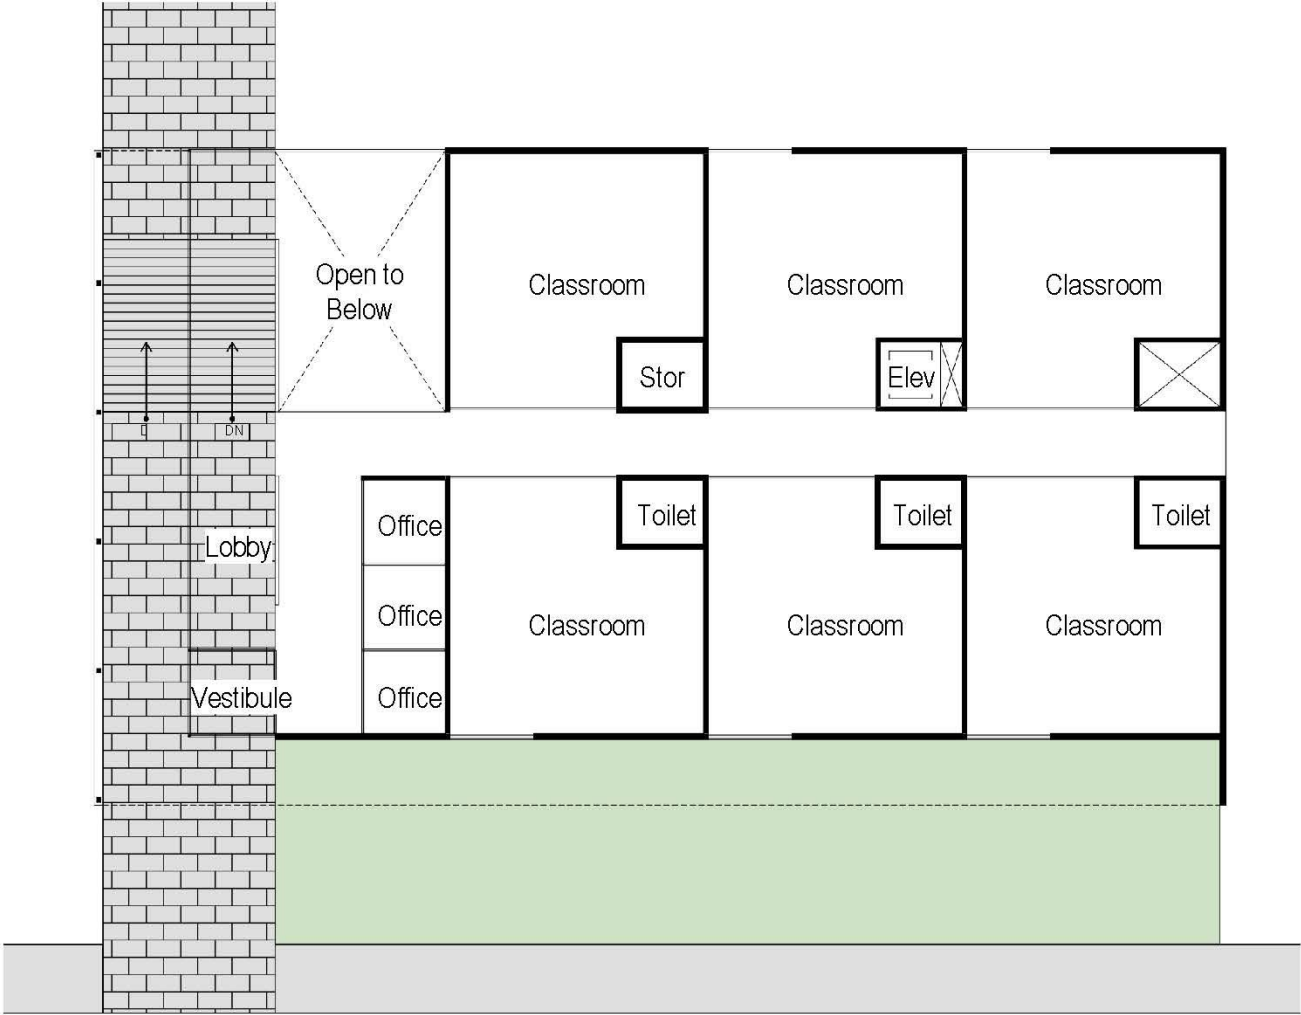 Open to
Below
Classroom
Classroom
Classroom
Stor
Elev
DN
Office
Toilet
Toilet
Toilet
Lobby
Office
Classroom
Classroom
Classroom
Vestibule
Office